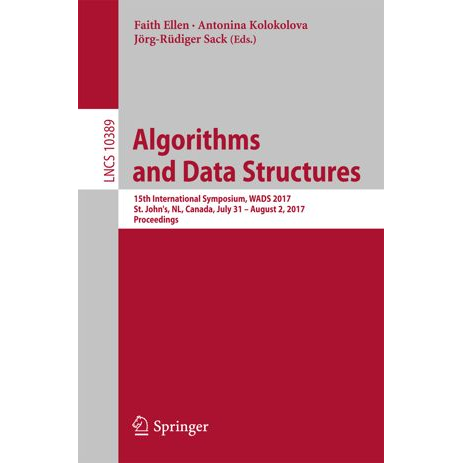 Faith Ellen · Antonina Kolokolova
Jörg-Rüdiger Sack (Eds.)
LNCS 10389
Algorithms
and Data Structures
15th International Symposium, WADS 2017
St. John's, NL, Canada, July 31 – August 2, 2017
Proceedings
Springer